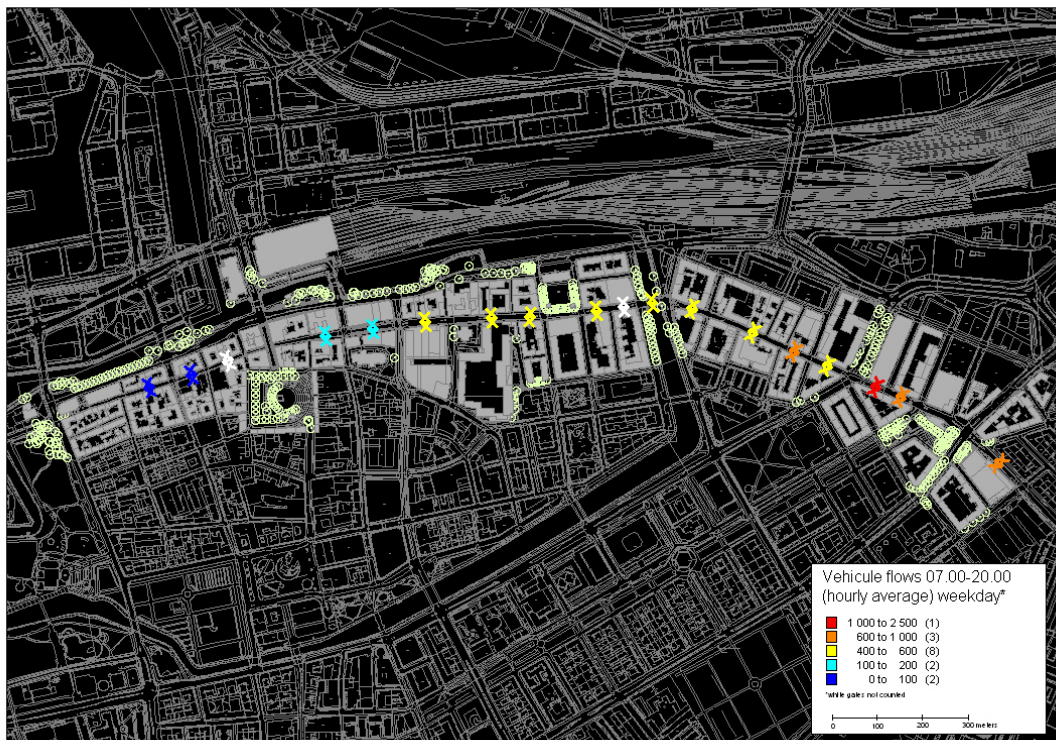 Vehicule flows 07.00-20.00
(hourly average) weekday*
1 000 to 2 500 (1)
600 to 1 000 (3)
400 to 600 (8)
100 to 200 (2)
0 to 100 (2)
*while gates not counted
0 100 200 300 meters